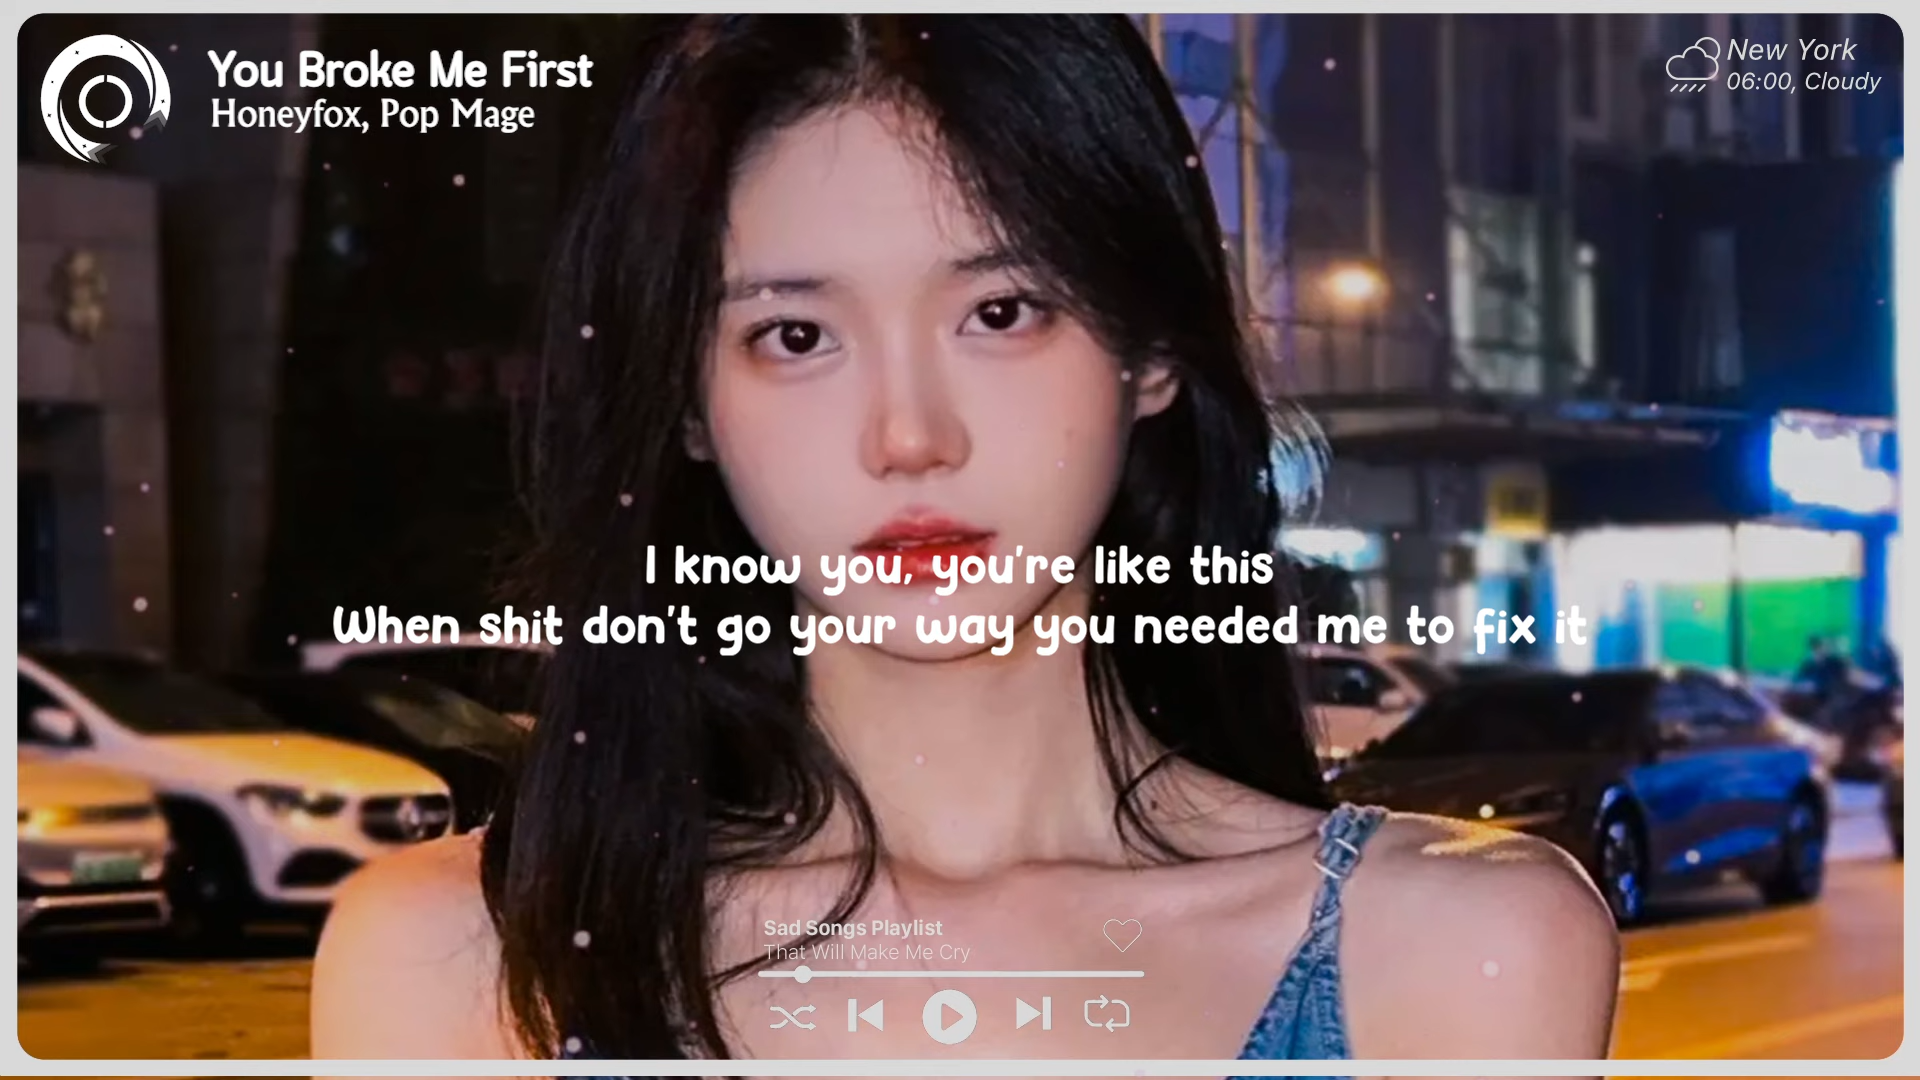 You Broke Me First
Honeyfox, Pop Mage
New York
06:00, Cloudy
I know you, you're like this
When shit don't go your way you needed me to fix it
Sad Songs Playlist
That Will Make Me Cry